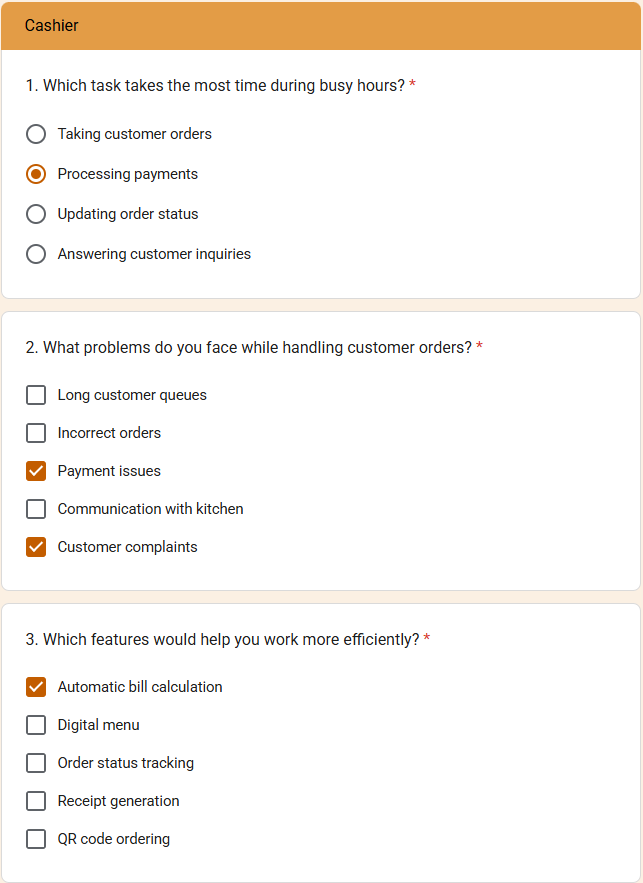 Cashier
1. Which task takes the most time during busy hours? *
Taking customer orders
Processing payments
Updating order status
Answering customer inquiries
2. What problems do you face while handling customer orders? *
Long customer queues
Incorrect orders
Payment issues
Communication with kitchen
Customer complaints
3. Which features would help you work more efficiently? *
Automatic bill calculation
Digital menu
Order status tracking
Receipt generation
QR code ordering